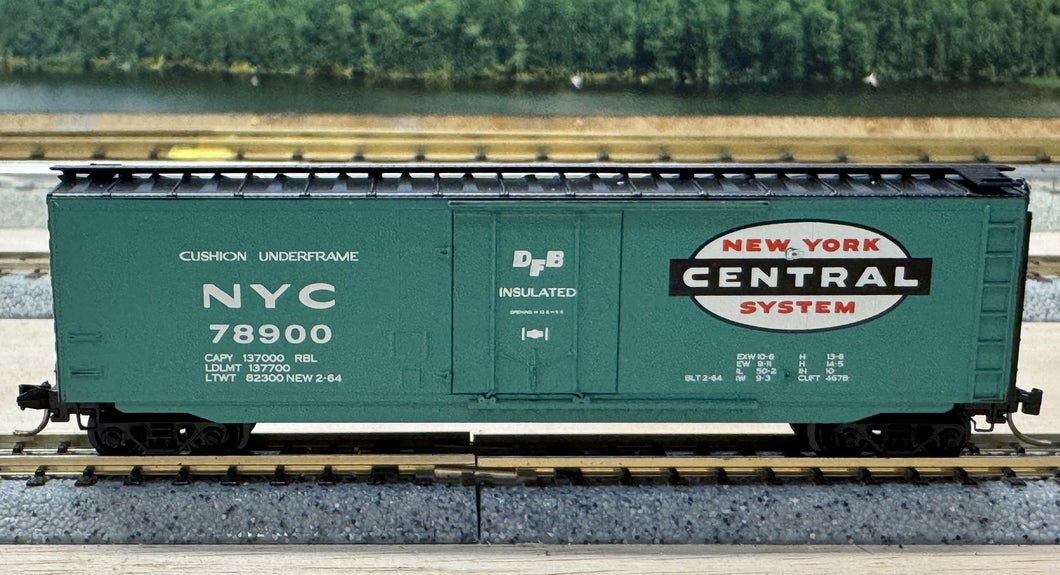 CUSHION UNDERFRAME
NYC
78900
CAPY 137000 RBL
LDLMT 137700
LTWT 82300 NEW 2-64
DFB
INSULATED
NEW YORK
CENTRAL
SYSTEM
BLT 2-64
EXW 10-6 H 13-6
EW 9-11 H 14-5
IL 50-2 IH 10
IW 9-3 CUFT 4678